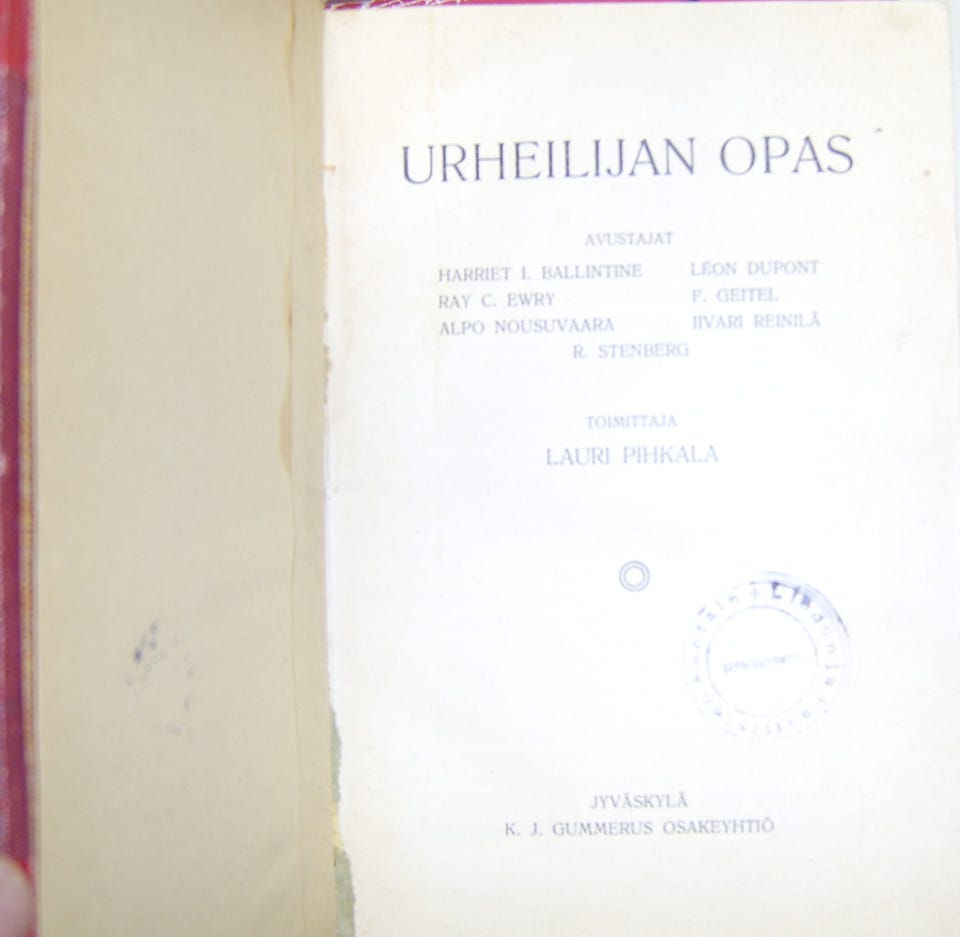 URHEILIJAN OPAS
AVUSTAJAT
HARRIET I. BALLINTINE LÉON DUPONT
RAY C. EWRY F. GEITEL
ALPO NOUSUVAARA IIVARI REINILÄ
R. STENBERG
TOIMITTAJA
LAURI PIHKALA
JYVÄSKYLÄ
K. J. GUMMERUS OSAKEYHTIÖ